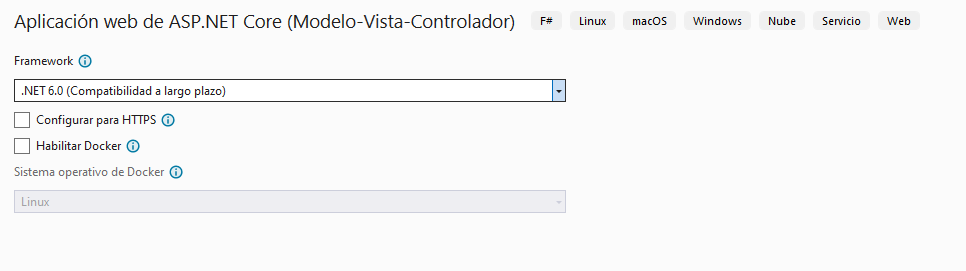 Aplicación web de ASP.NET Core (Modelo-Vista-Controlador) F# Linux macOS Windows Nube Servicio Web
Framework
.NET 6.0 (Compatibilidad a largo plazo)
Configurar para HTTPS
Habilitar Docker
Sistema operativo de Docker
Linux